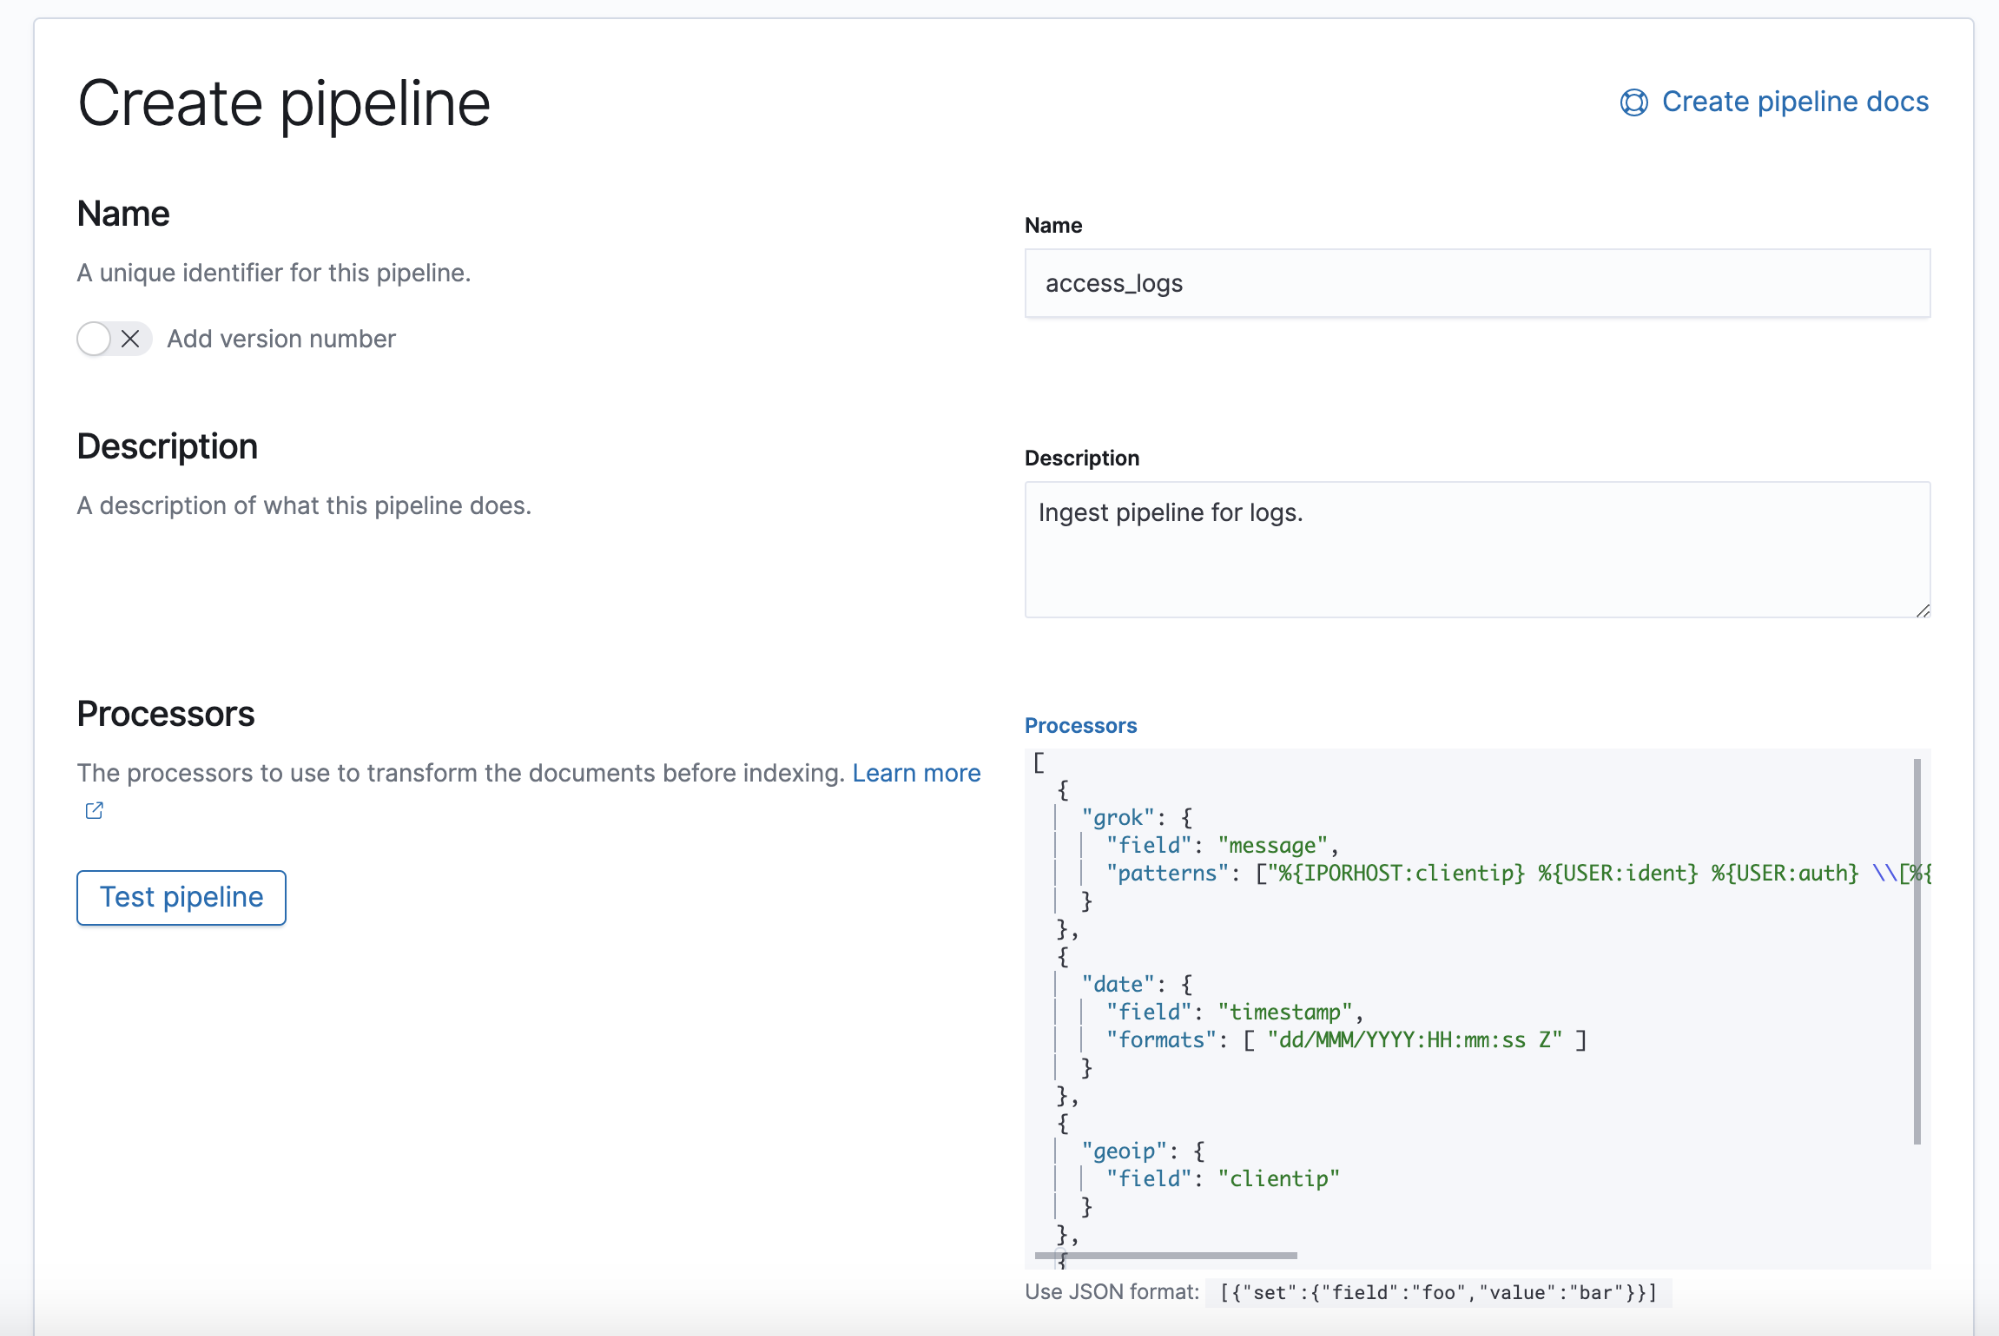 Create pipeline
Create pipeline docs
Name
A unique identifier for this pipeline.
Add version number
Name
access_logs
Description
A description of what this pipeline does.
Description
Ingest pipeline for logs.
Processors
The processors to use to transform the documents before indexing. Learn more
Test pipeline
Processors
[
  {
    "grok": {
      "field": "message",
      "patterns": ["%{IPORHOST:clientip} %{USER:ident} %{USER:auth} \\[%{
    }
  },
  {
    "date": {
      "field": "timestamp",
      "formats": [ "dd/MMM/YYYY:HH:mm:ss Z" ]
    }
  },
  {
    "geoip": {
      "field": "clientip"
    }
  },
  {
Use JSON format: [{"set":{"field":"foo","value":"bar"}}]